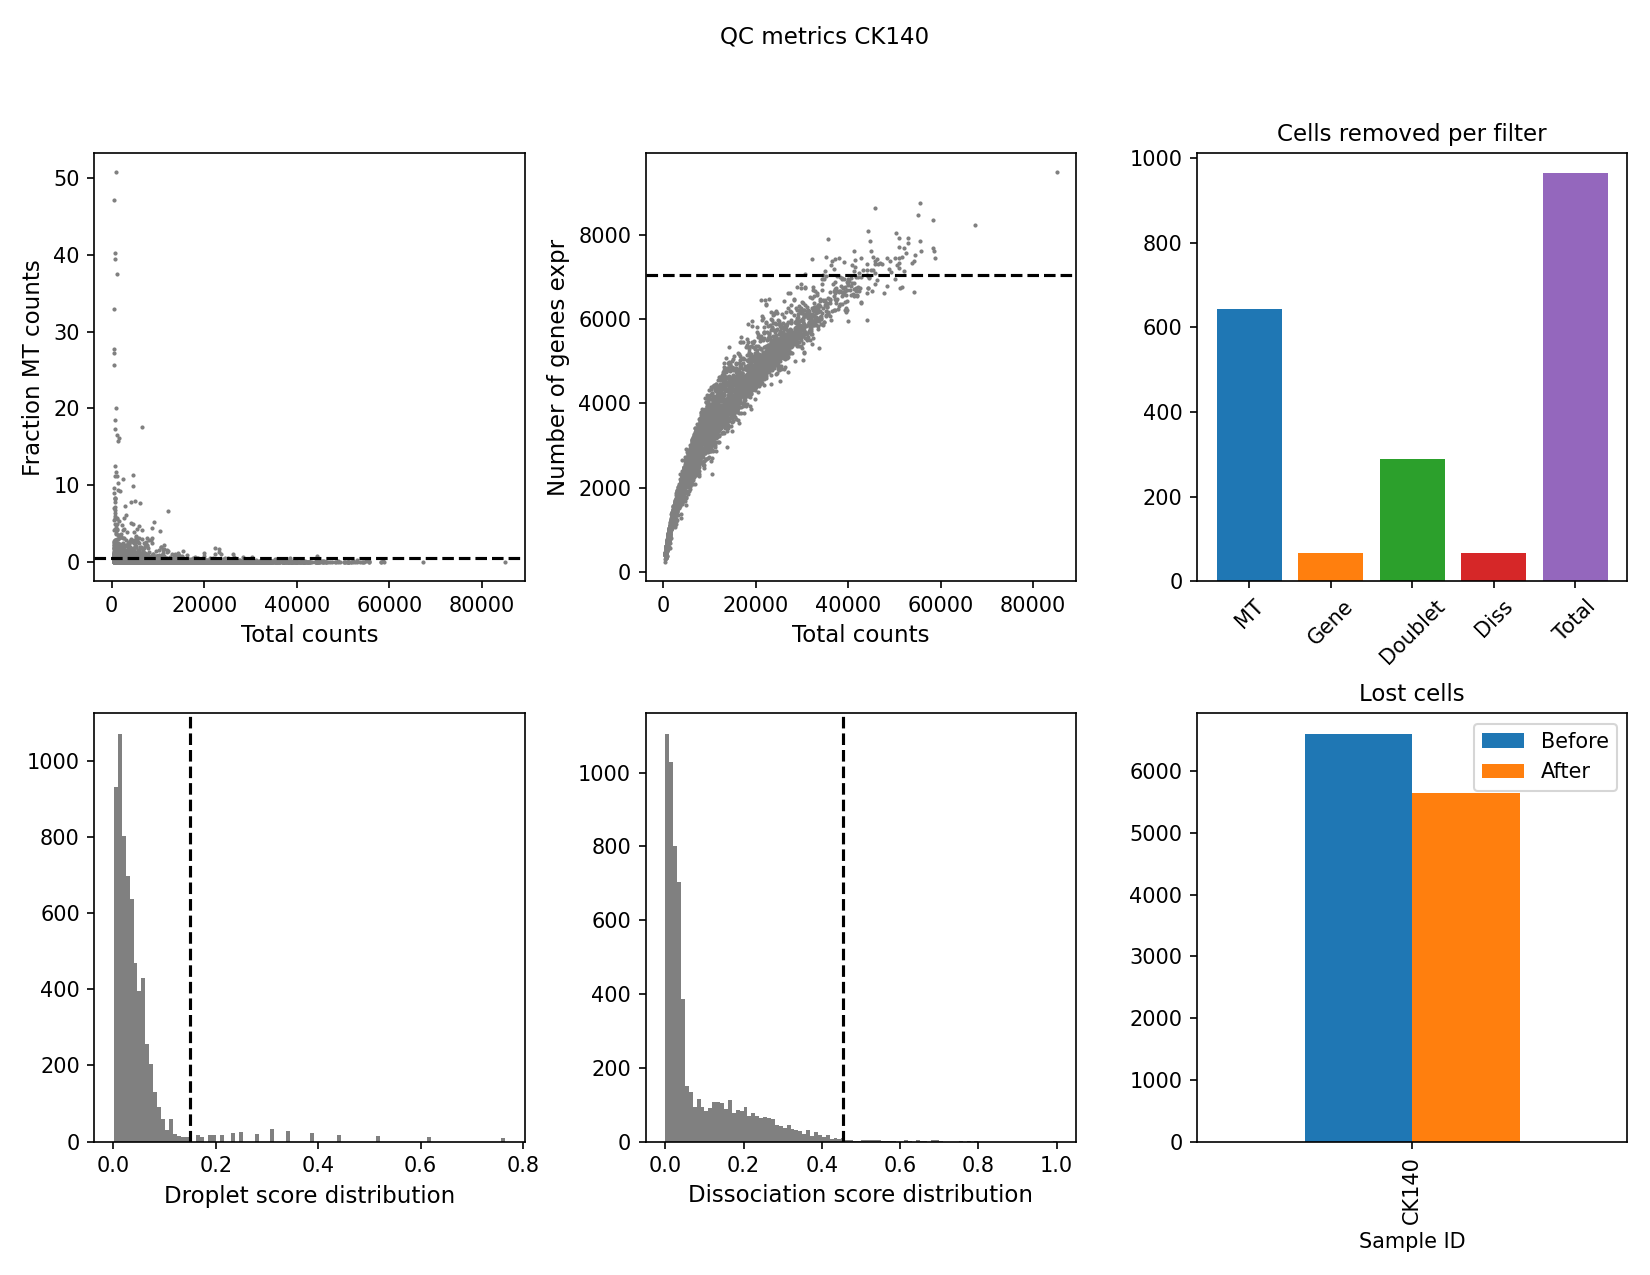 QC metrics CK140
Fraction MT counts
50
40
30
20
10
0
0 20000 40000 60000 80000
Total counts
Number of genes expr
8000
6000
4000
2000
0
0 20000 40000 60000 80000
Total counts
Cells removed per filter
1000
800
600
400
200
0
MT Gene Doublet Diss Total
1000
800
600
400
200
0
0.0 0.2 0.4 0.6 0.8
Droplet score distribution
1000
800
600
400
200
0
0.0 0.2 0.4 0.6 0.8 1.0
Dissociation score distribution
Lost cells
Before
After
6000
5000
4000
3000
2000
1000
0
CK140
Sample ID